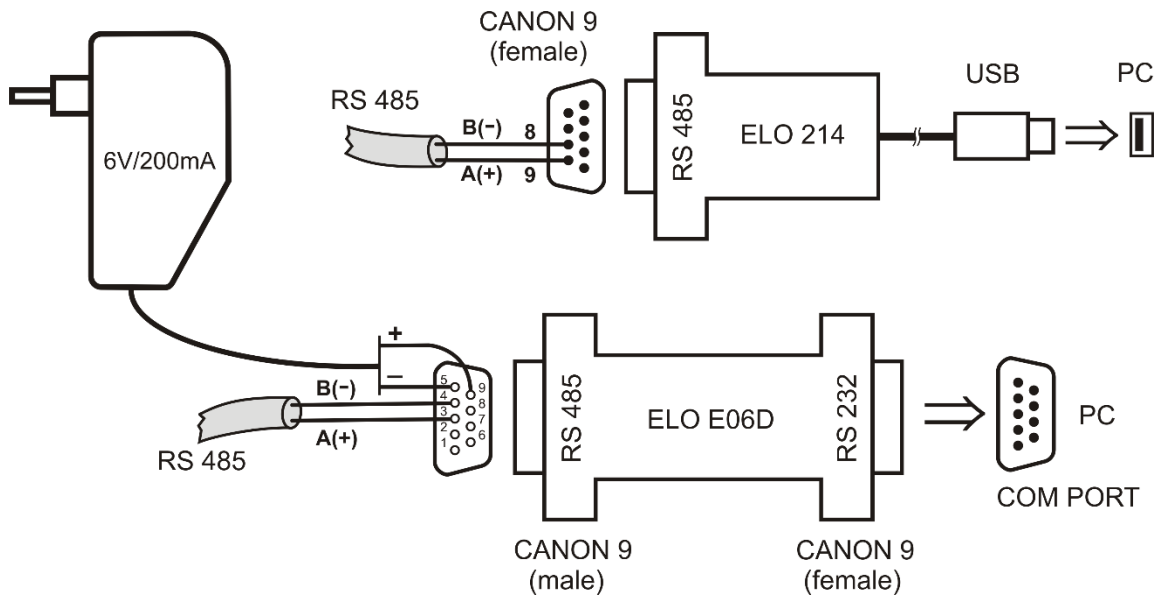 CANON 9
(female)
RS 485
B(-)
8
A(+)
9
RS 485
ELO 214
USB
PC
6V/200mA
+
–
B(-)
A(+)
RS 485
5
4
3
2
1
9
8
7
6
RS 485
ELO E06D
RS 232
PC
COM PORT
CANON 9
(male)
CANON 9
(female)